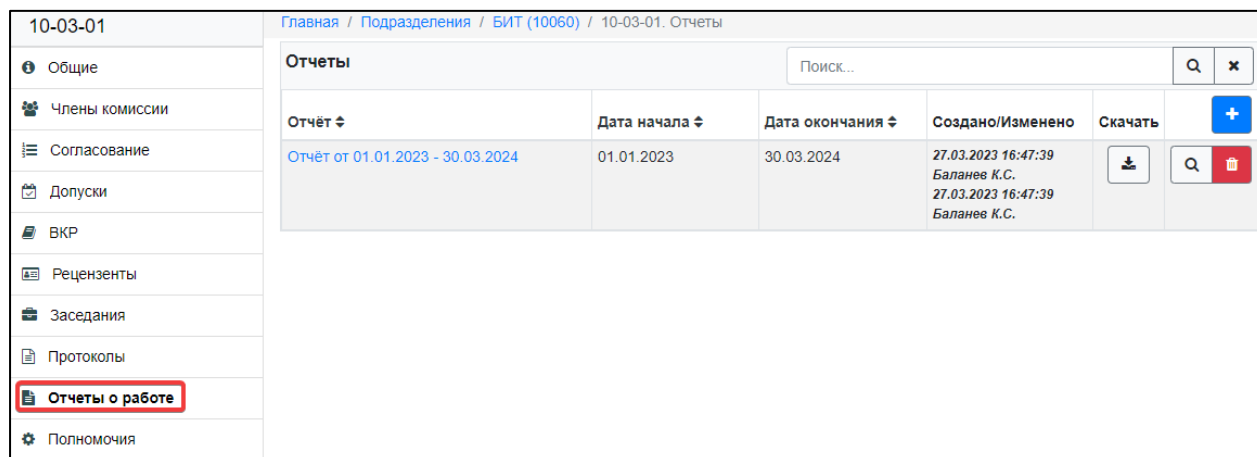 10-03-01
Общие
Члены комиссии
Согласование
Допуски
ВКР
Рецензенты
Заседания
Протоколы
Отчеты о работе
Полномочия
Главная / Подразделения / БИТ (10060) / 10-03-01. Отчеты
Отчеты
Поиск...
Отчёт Дата начала Дата окончания Создано/Изменено Скачать
Отчёт от 01.01.2023 - 30.03.2024 01.01.2023 30.03.2024 27.03.2023 16:47:39
Баланев К.С.
27.03.2023 16:47:39
Баланев К.С.